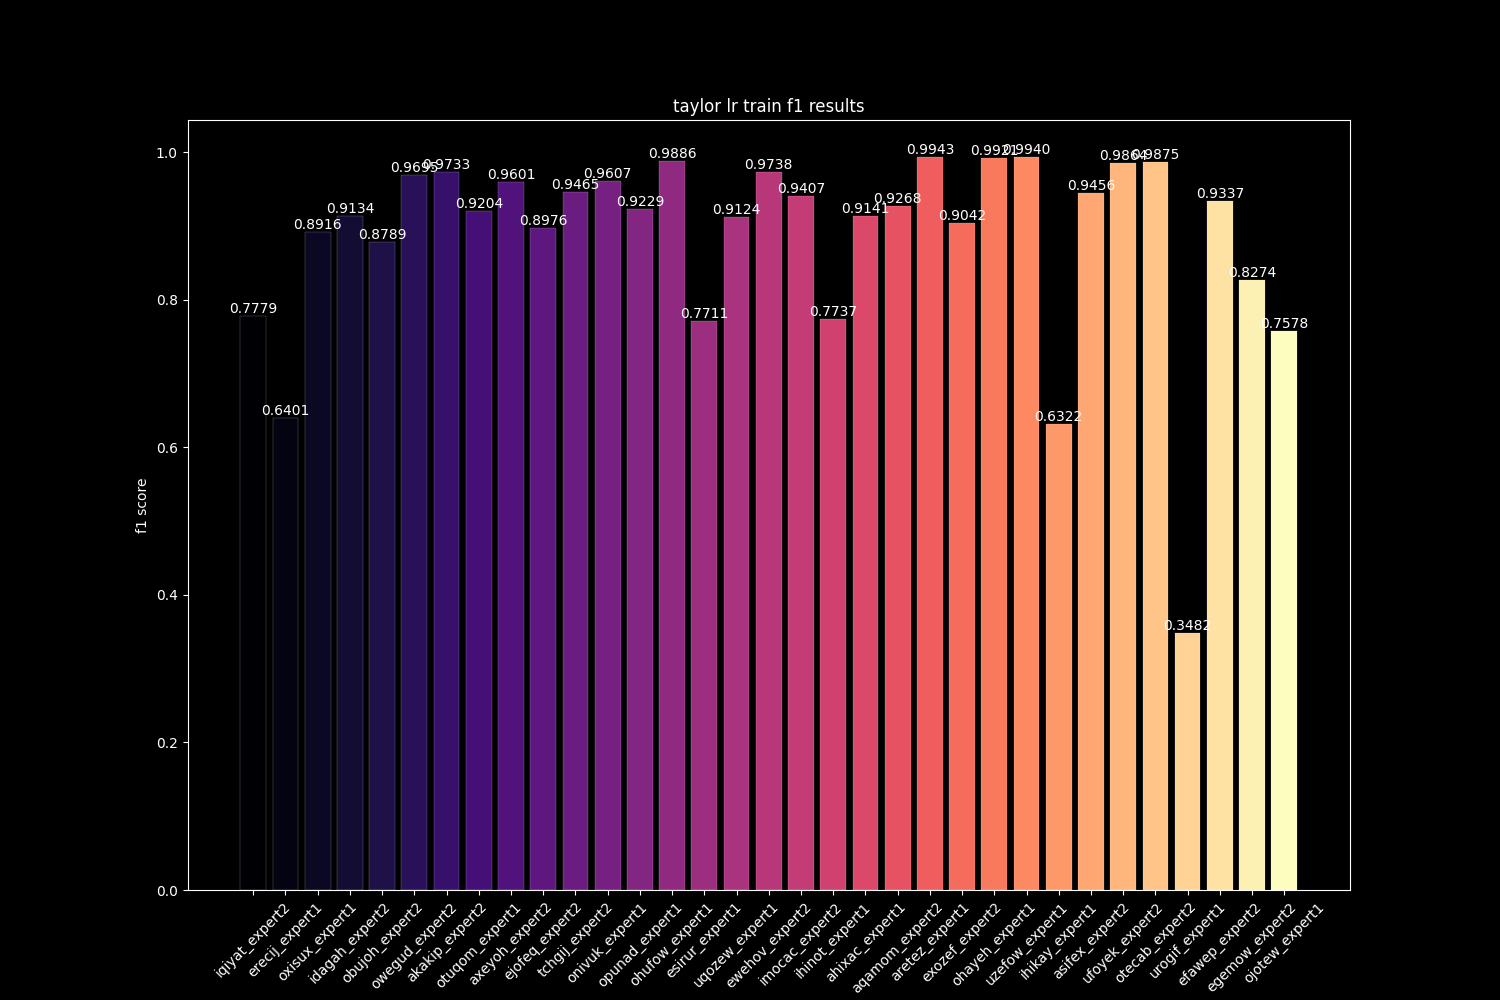 taylor lr train f1 results
f1 score
1.0
0.8
0.6
0.4
0.2
0.0
0.7779
0.6401
0.8916
0.9134
0.8789
0.9695
0.9733
0.9204
0.9601
0.8976
0.9465
0.9607
0.9229
0.9886
0.7711
0.9124
0.9738
0.9407
0.7737
0.9141
0.9268
0.9943
0.9042
0.9921
0.9940
0.6322
0.9456
0.9864
0.9875
0.3482
0.9337
0.8274
0.7578
iqjyat_expert2
erecij_expert1
oxisux_expert1
idagah_expert2
obujoh_expert2
owegud_expert2
akakip_expert2
otuqom_expert1
axeyoh_expert2
ejofeq_expert2
tchgjj_expert2
onivuk_expert1
opunad_expert1
ohufow_expert1
esirur_expert1
uqozew_expert1
ewehov_expert2
imocac_expert2
ihinot_expert1
ahixac_expert1
aqamom_expert2
aretez_expert1
exozef_expert2
ohayeh_expert1
uzefow_expert1
ihikay_expert1
asifex_expert2
ufoyek_expert2
otecab_expert2
urogif_expert1
efawep_expert2
egemow_expert2
ojotew_expert1